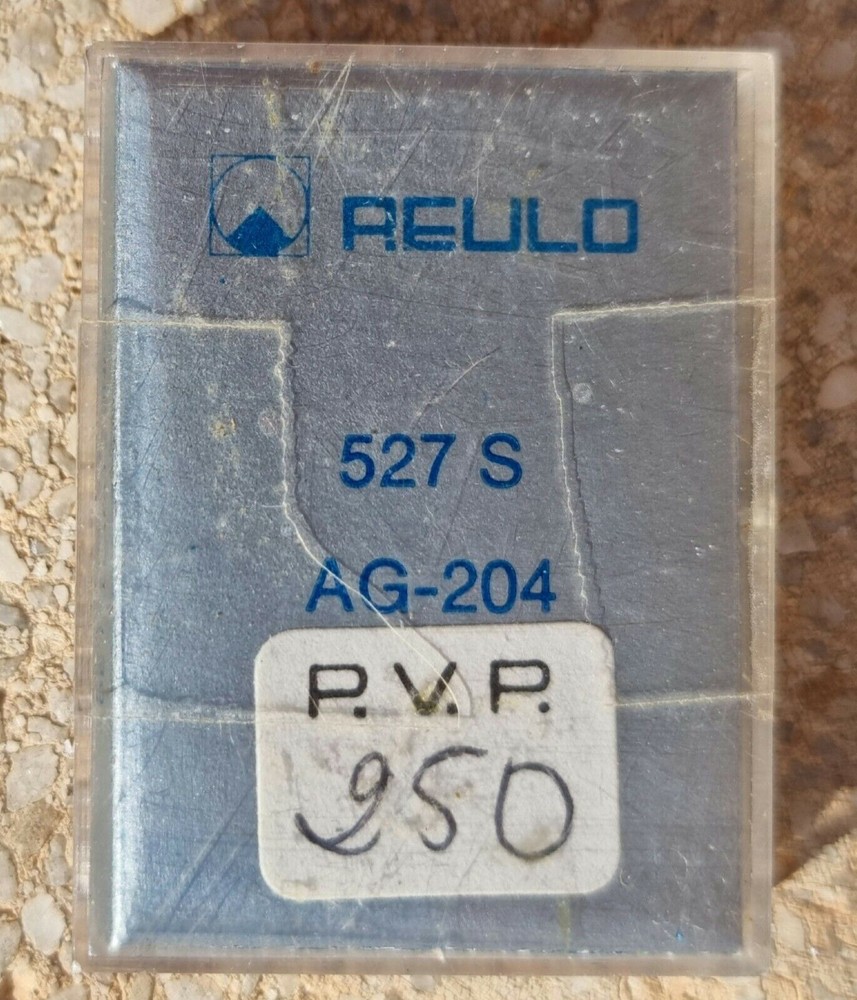 REULO
527 S
AG-204
P.V.P.
250